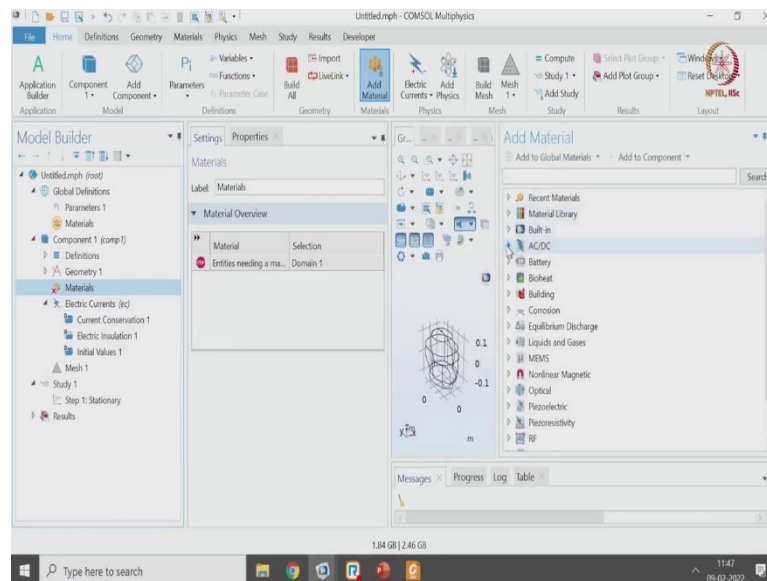 Untitled.mph - COMSOL Multiphysics
File Home Definitions Geometry Materials Physics Mesh Study Results Developer
Application Builder
Component 1
Add Component
Pi Parameters
a= Variables
f(x) Functions
Parameter Case
Build All
Import
LiveLink
Add Material
Electric Currents
Add Physics
Build Mesh
Mesh 1
= Compute
Study 1
Add Study
Select Plot Group
Add Plot Group
Windows
Reset Desktop
NPTEL, IISc
Application Model Definitions Geometry Materials Physics Mesh Study Results Layout
Model Builder
Untitled.mph (root)
Global Definitions
Pi Parameters 1
Materials
Component 1 (comp1)
Definitions
Geometry 1
Materials
Electric Currents (ec)
Current Conservation 1
Electric Insulation 1
Initial Values 1
Mesh 1
Study 1
Step 1: Stationary
Results
Settings Properties
Materials
Label: Materials
Material Overview
Material Selection
Entities needing a ma... Domain 1
Gr...
0.1
0
-0.1
0
0
m
Add Material
Add to Global Materials + Add to Component
Search
Recent Materials
Material Library
Built-in
AC/DC
Battery
Bioheat
Building
Corrosion
Equilibrium Discharge
Liquids and Gases
MEMS
Nonlinear Magnetic
Optical
Piezoelectric
Piezoresistivity
RF
Messages Progress Log Table
1.84 GB | 2.46 GB
Type here to search
11:47
09-02-2022